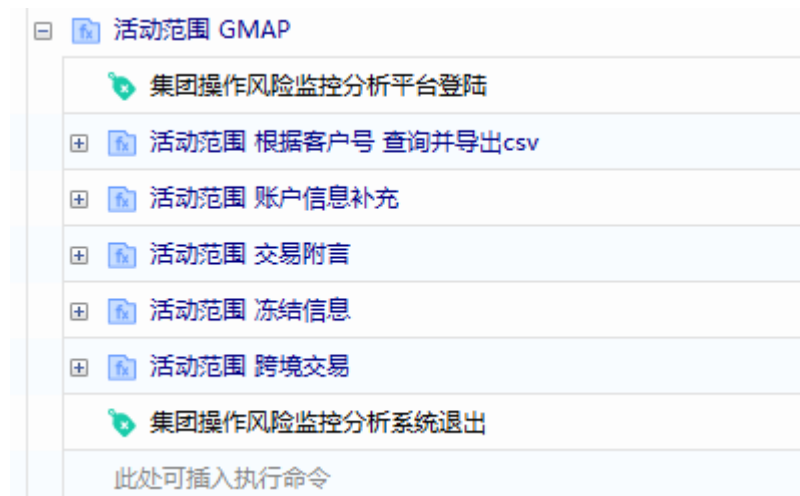 活动范围 GMAP
集团操作风险监控分析平台登陆
活动范围 根据客户号 查询并导出csv
活动范围 账户信息补充
活动范围 交易附言
活动范围 冻结信息
活动范围 跨境交易
集团操作风险监控分析系统退出
此处可插入执行命令